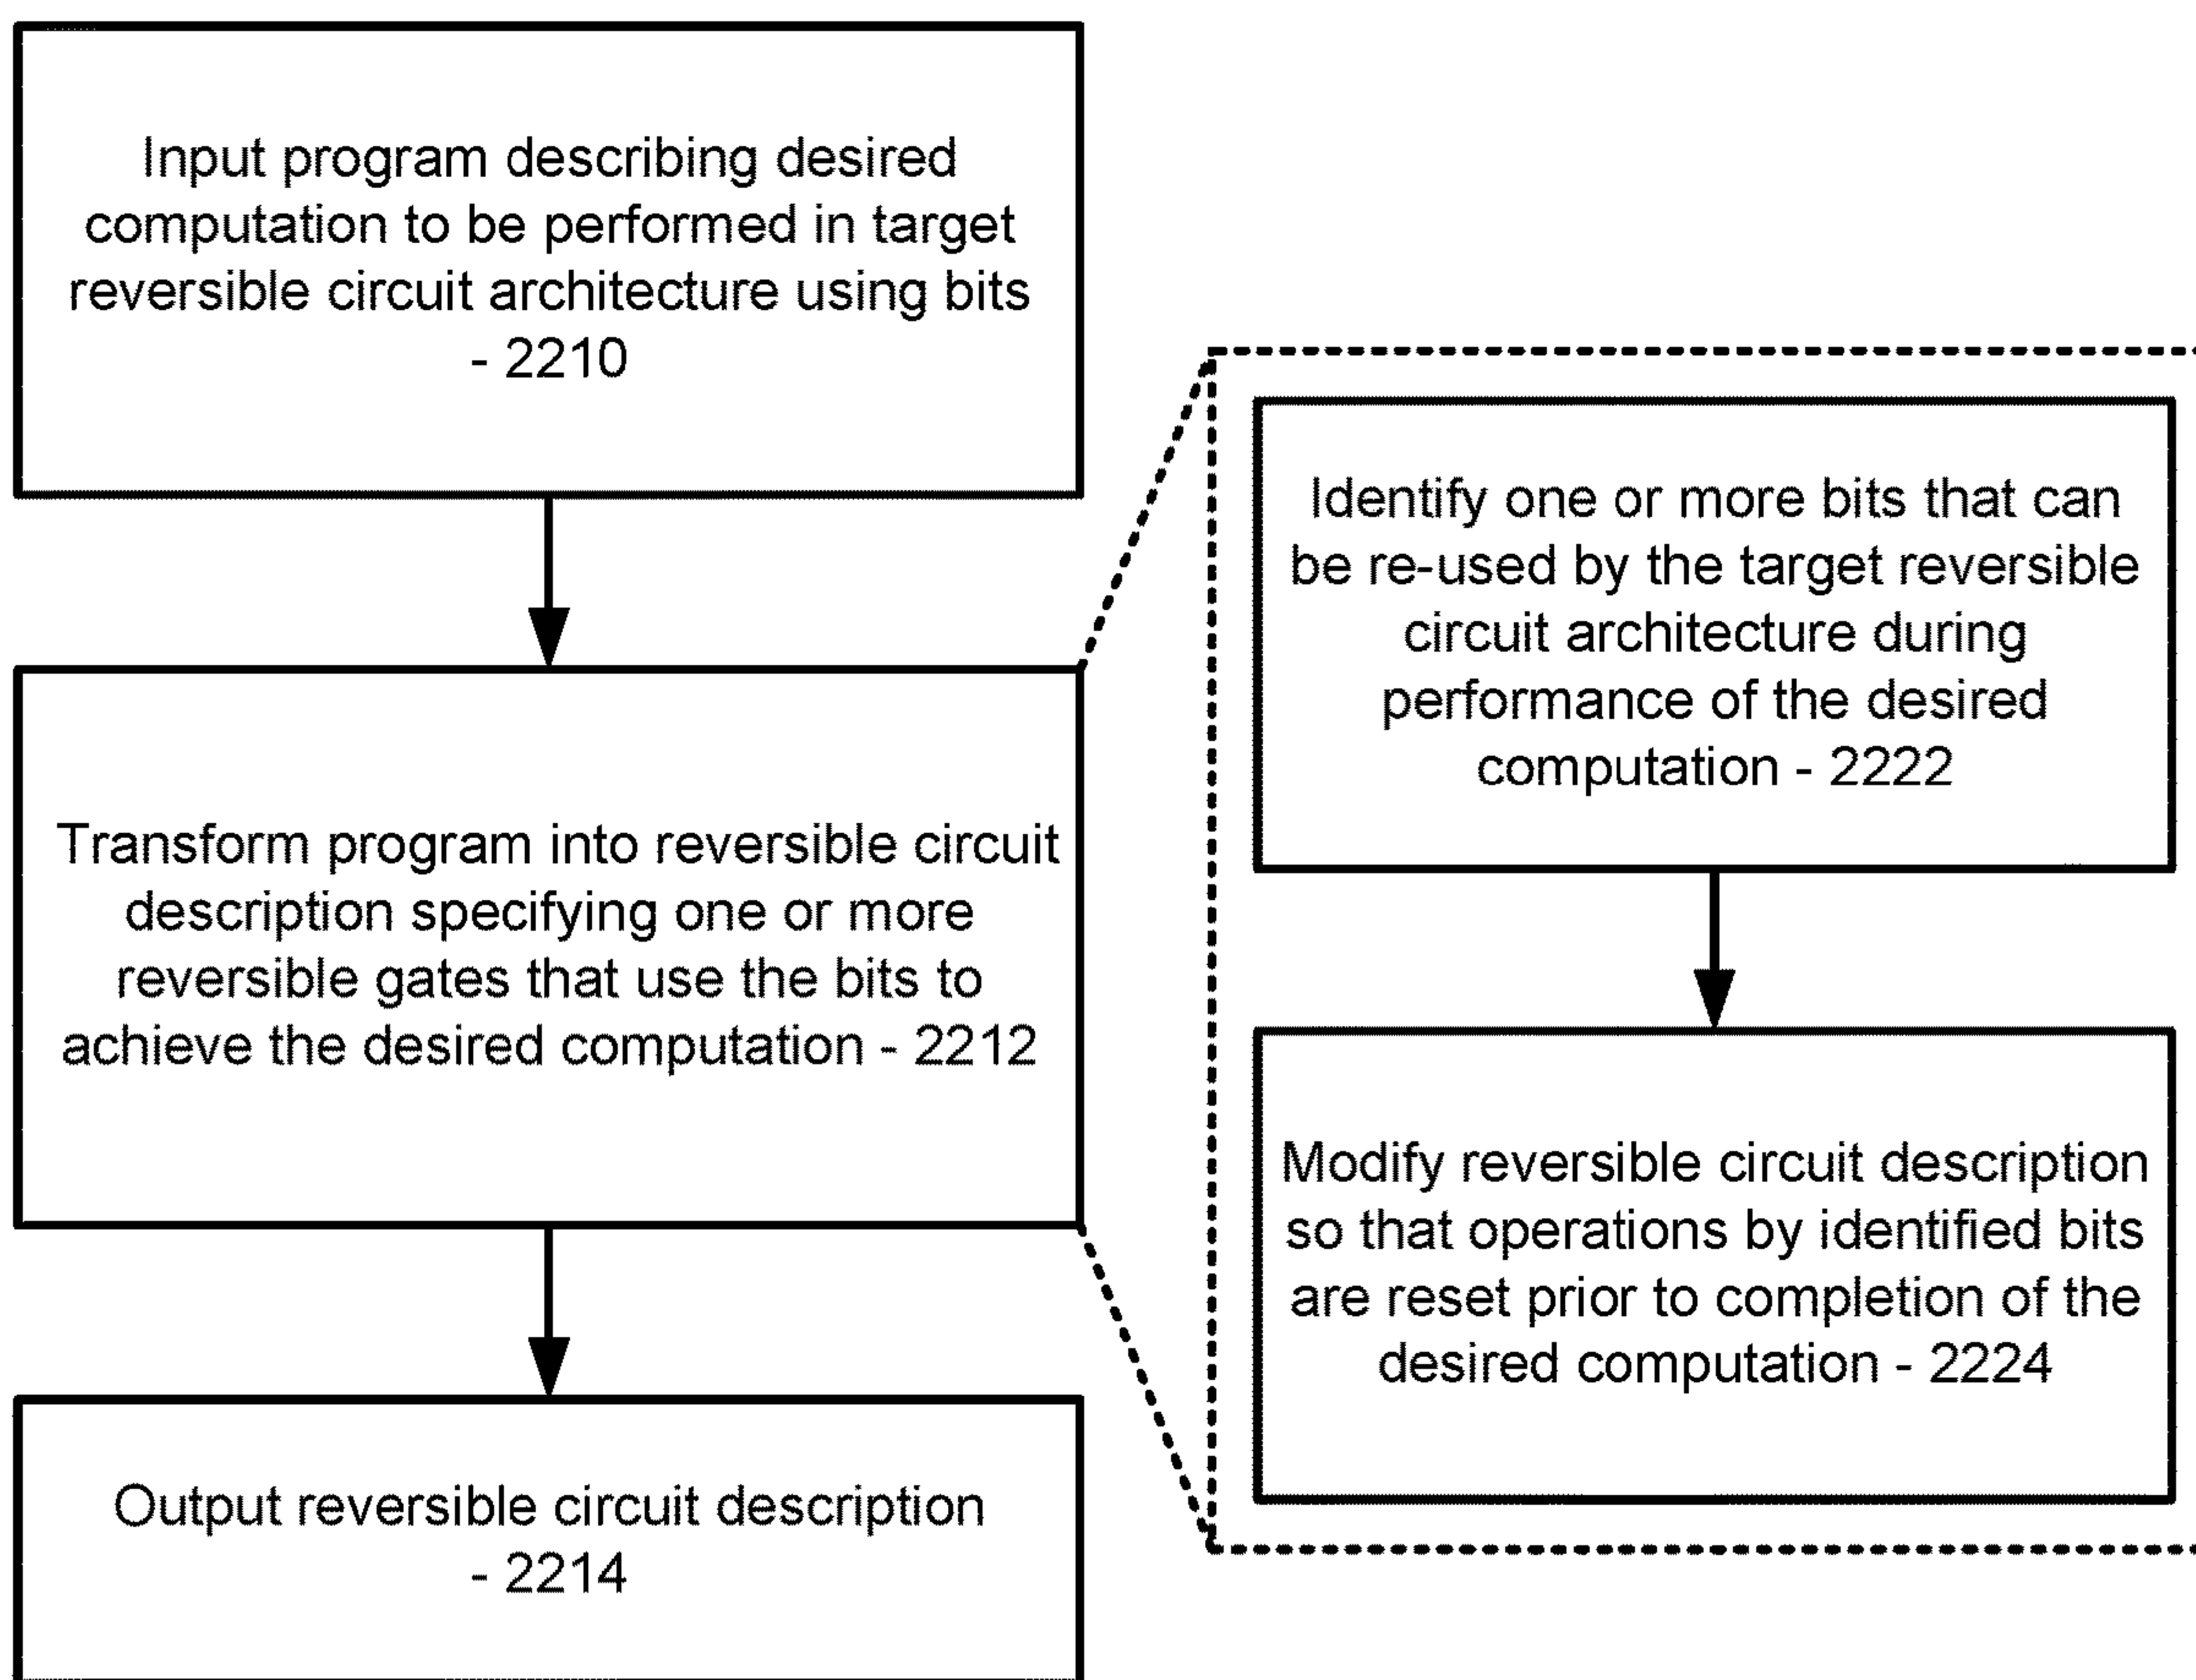 Input program describing desired
computation to be performed in target
reversible circuit architecture using bits
- 2210
Transform program into reversible circuit
description specifying one or more
reversible gates that use the bits to
achieve the desired computation - 2212
Output reversible circuit description
- 2214
Identify one or more bits that can
be re-used by the target reversible
circuit architecture during
performance of the desired
computation - 2222
Modify reversible circuit description
so that operations by identified bits
are reset prior to completion of the
desired computation - 2224